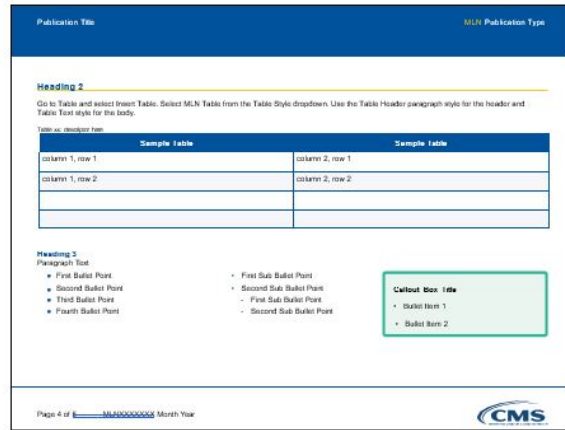 Publication Title
MLN Publication Type
Heading 2
Go to Table and select Insert Table. Select MLN Table from the Table Style dropdown. Use the Table Header paragraph style for the header and
Table Text style for the body.
Table xx: description here
Sample Table Sample Table
column 1, row 1 column 2, row 1
column 1, row 2 column 2, row 2
Heading 3
Paragraph Text
• First Bullet Point
• Second Bullet Point
• Third Bullet Point
• Fourth Bullet Point
• First Sub Bullet Point
• Second Sub Bullet Point
- First Sub Bullet Point
- Second Sub Bullet Point
Callout Box Title
• Bullet Item 1
• Bullet Item 2
Page 4 of MLNXXXXXXX Month Year
CMS